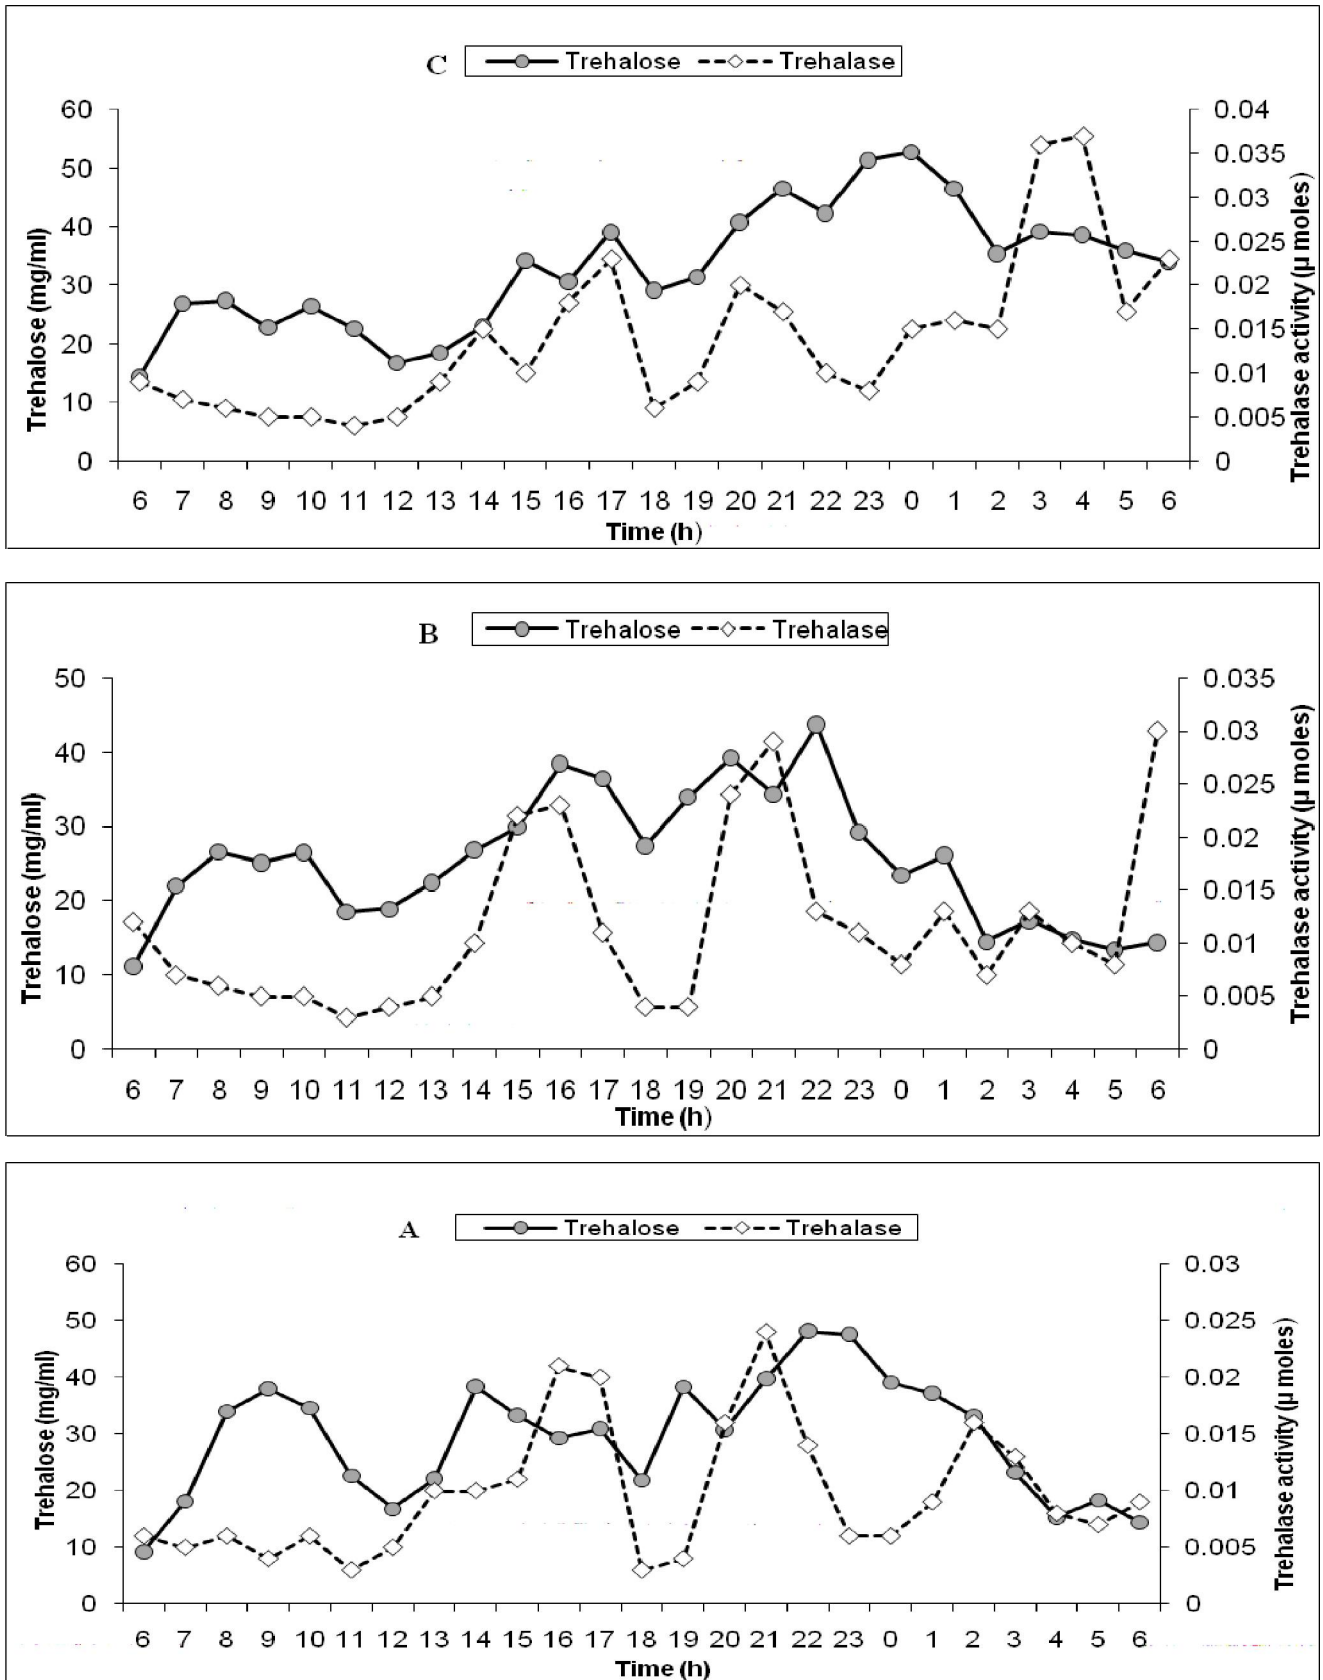 C Trehalose Trehalase
60 0.04
50 0.035
0.03
40 0.025
30 0.02
20 0.015
0.01
10 0.005
0 0
Trehalose (mg/ml)
Trehalase activity (µ moles)
6 7 8 9 10 11 12 13 14 15 16 17 18 19 20 21 22 23 0 1 2 3 4 5 6
Time (h)
B Trehalose Trehalase
50 0.035
0.03
40 0.025
30 0.02
20 0.015
0.01
10 0.005
0 0
Trehalose (mg/ml)
Trehalase activity (µ moles)
6 7 8 9 10 11 12 13 14 15 16 17 18 19 20 21 22 23 0 1 2 3 4 5 6
Time (h)
A Trehalose Trehalase
60 0.03
50 0.025
40 0.02
30 0.015
20 0.01
10 0.005
0 0
Trehalose (mg/ml)
Trehalase activity (µ moles)
6 7 8 9 10 11 12 13 14 15 16 17 18 19 20 21 22 23 0 1 2 3 4 5 6
Time (h)